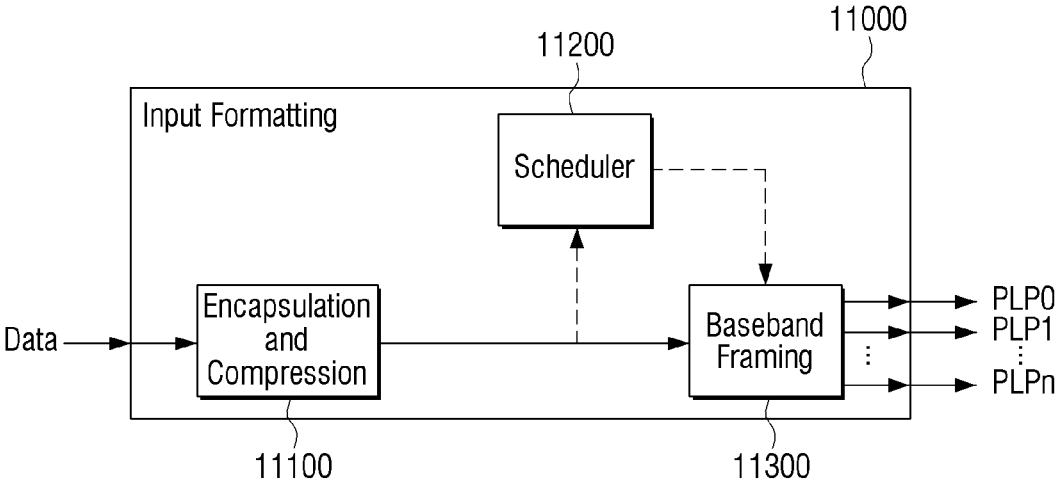 11000
11200
Input Formatting
Scheduler
Encapsulation
and
Compression
Data
Baseband
Framing
PLP0
PLP1
⋮
⋮
PLPn
11100
11300